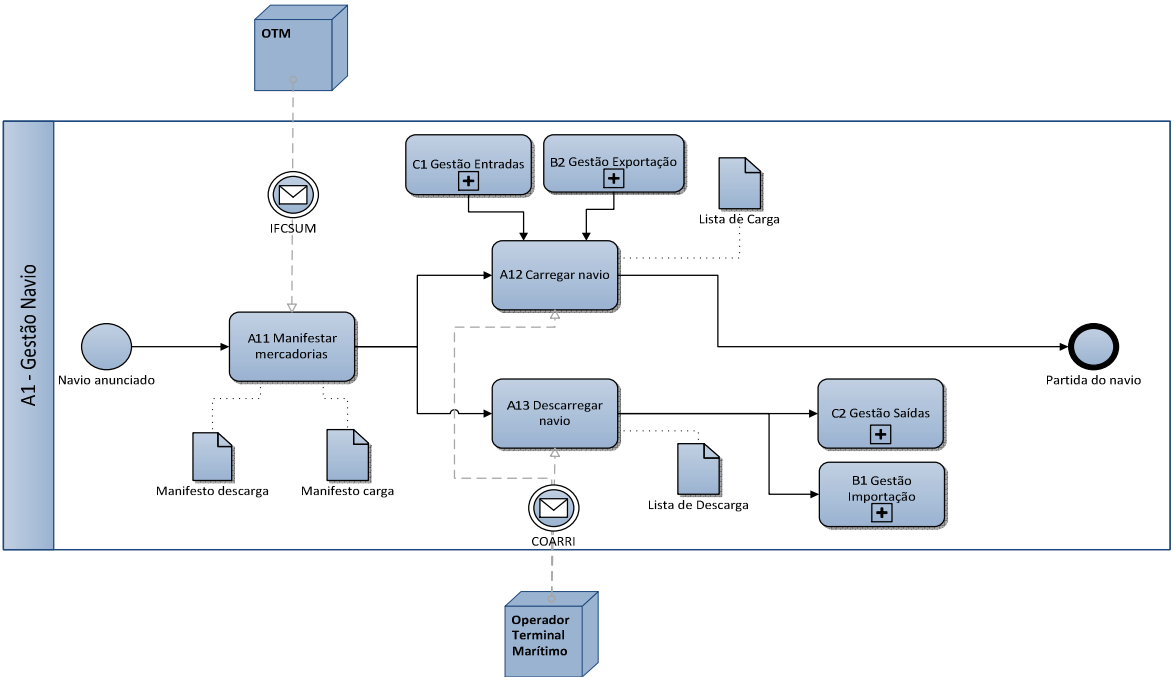 OTM
A1 - Gestão Navio
C1 Gestão Entradas
B2 Gestão Exportação
Lista de Carga
IFCSUM
A12 Carregar navio
A11 Manifestar
mercadorias
Navio anunciado
Partida do navio
A13 Descarregar
navio
C2 Gestão Saídas
Manifesto descarga
Manifesto carga
Lista de Descarga
B1 Gestão
Importação
COARRI
Operador
Terminal
Marítimo